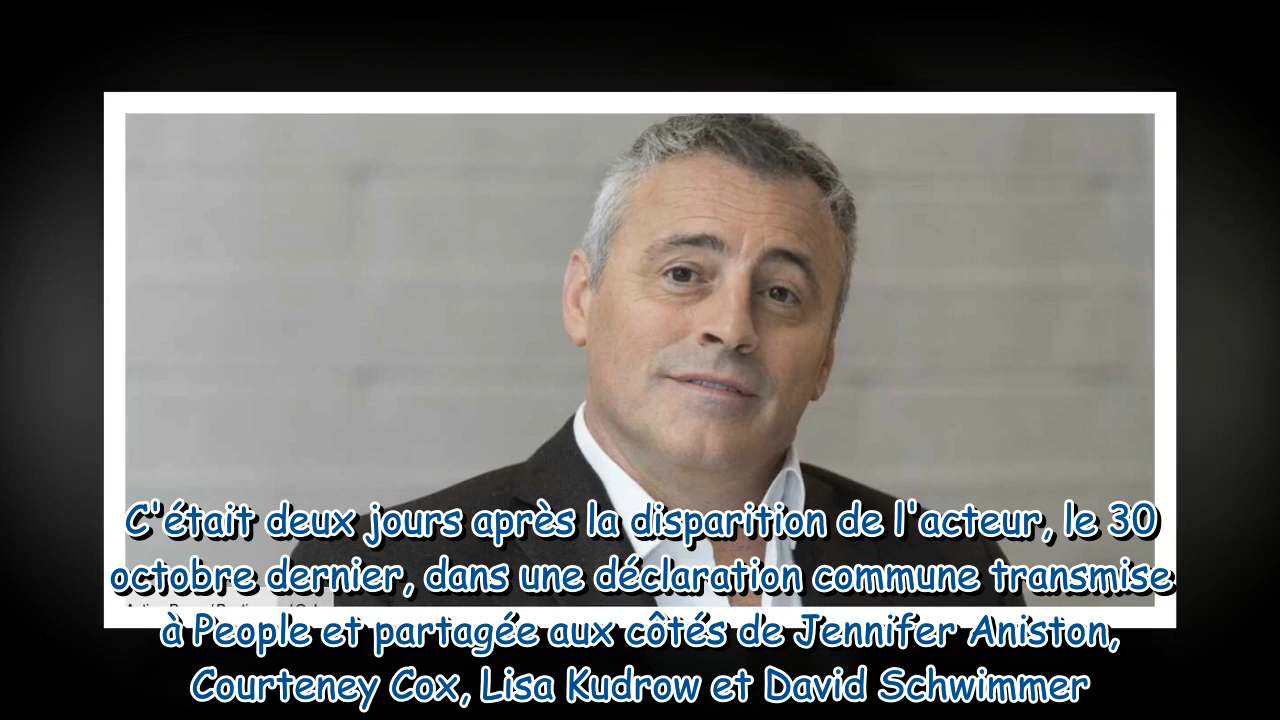 C'était deux jours après la disparition de l'acteur, le 30
octobre dernier, dans une déclaration commune transmise
à People et partagée aux côtés de Jennifer Aniston,
Courteney Cox, Lisa Kudrow et David Schwimmer